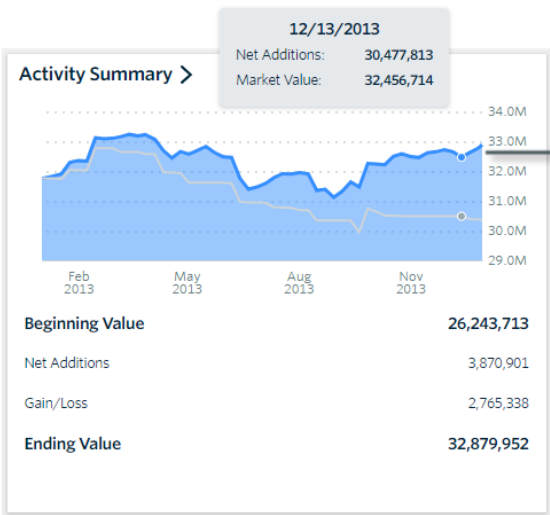 12/13/2013
Net Additions: 30,477,813
Market Value: 32,456,714
Activity Summary
34.0M
33.0M
32.0M
31.0M
30.0M
29.0M
Feb May Aug Nov
2013 2013 2013 2013
Beginning Value 26,243,713
Net Additions 3,870,901
Gain/Loss 2,765,338
Ending Value 32,879,952